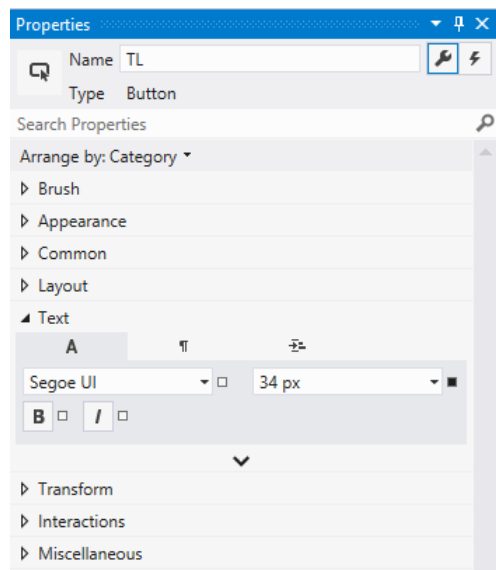 Properties
Name TL
Type Button
Search Properties
Arrange by: Category
Brush
Appearance
Common
Layout
Text
A ¶
Segoe UI 34 px
B I
Transform
Interactions
Miscellaneous